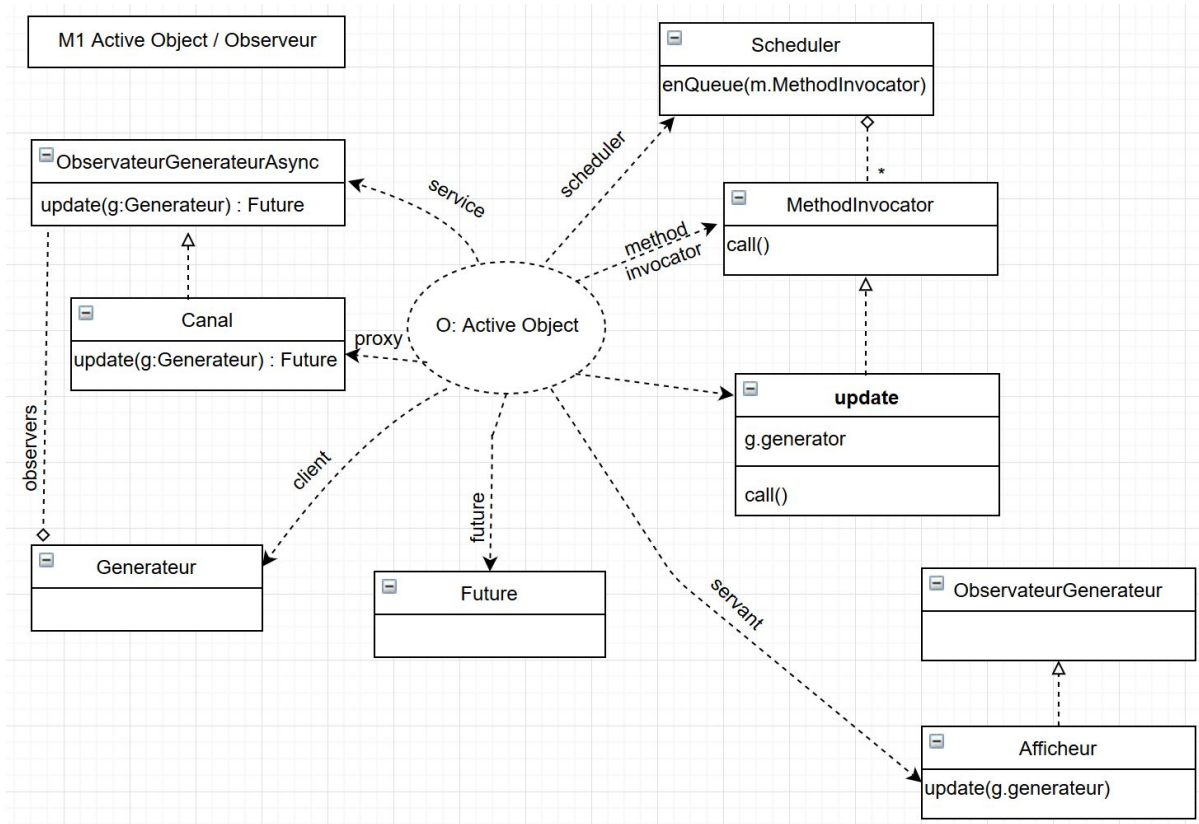 M1 Active Object / Observeur
Scheduler
enQueue(m.MethodInvocator)
ObservateurGenerateurAsync
update(g:Generateur) : Future
service
scheduler
*
MethodInvocator
call()
method
invocator
Canal
update(g:Generateur) : Future
O: Active Object
proxy
update
g.generator
call()
observers
client
future
servant
Generateur
Future
ObservateurGenerateur
Afficheur
update(g.generateur)